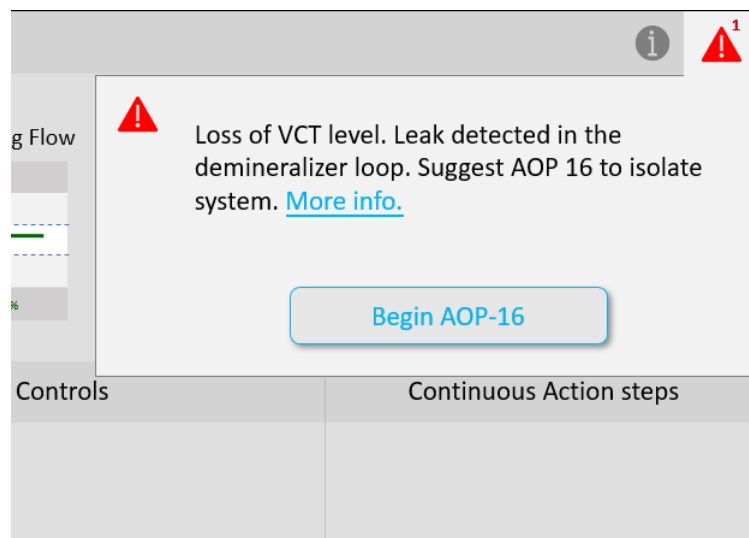 1
g Flow
Loss of VCT level. Leak detected in the
demineralizer loop. Suggest AOP 16 to isolate
system. More info.
%
Begin AOP-16
Controls
Continuous Action steps